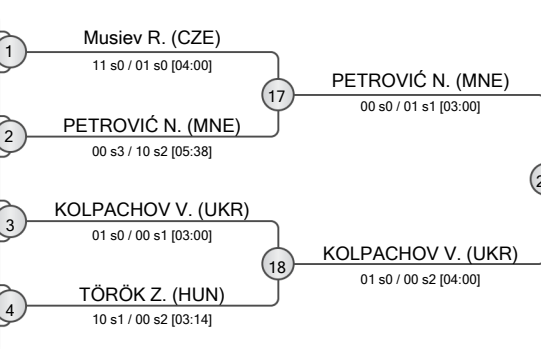 1
Musiev R. (CZE)
11 s0 / 01 s0 [04:00]
17
PETROVIĆ N. (MNE)
00 s0 / 01 s1 [03:00]
2
PETROVIĆ N. (MNE)
00 s3 / 10 s2 [05:38]
3
KOLPACHOV V. (UKR)
01 s0 / 00 s1 [03:00]
18
KOLPACHOV V. (UKR)
01 s0 / 00 s2 [04:00]
4
TÖRÖK Z. (HUN)
10 s1 / 00 s2 [03:14]